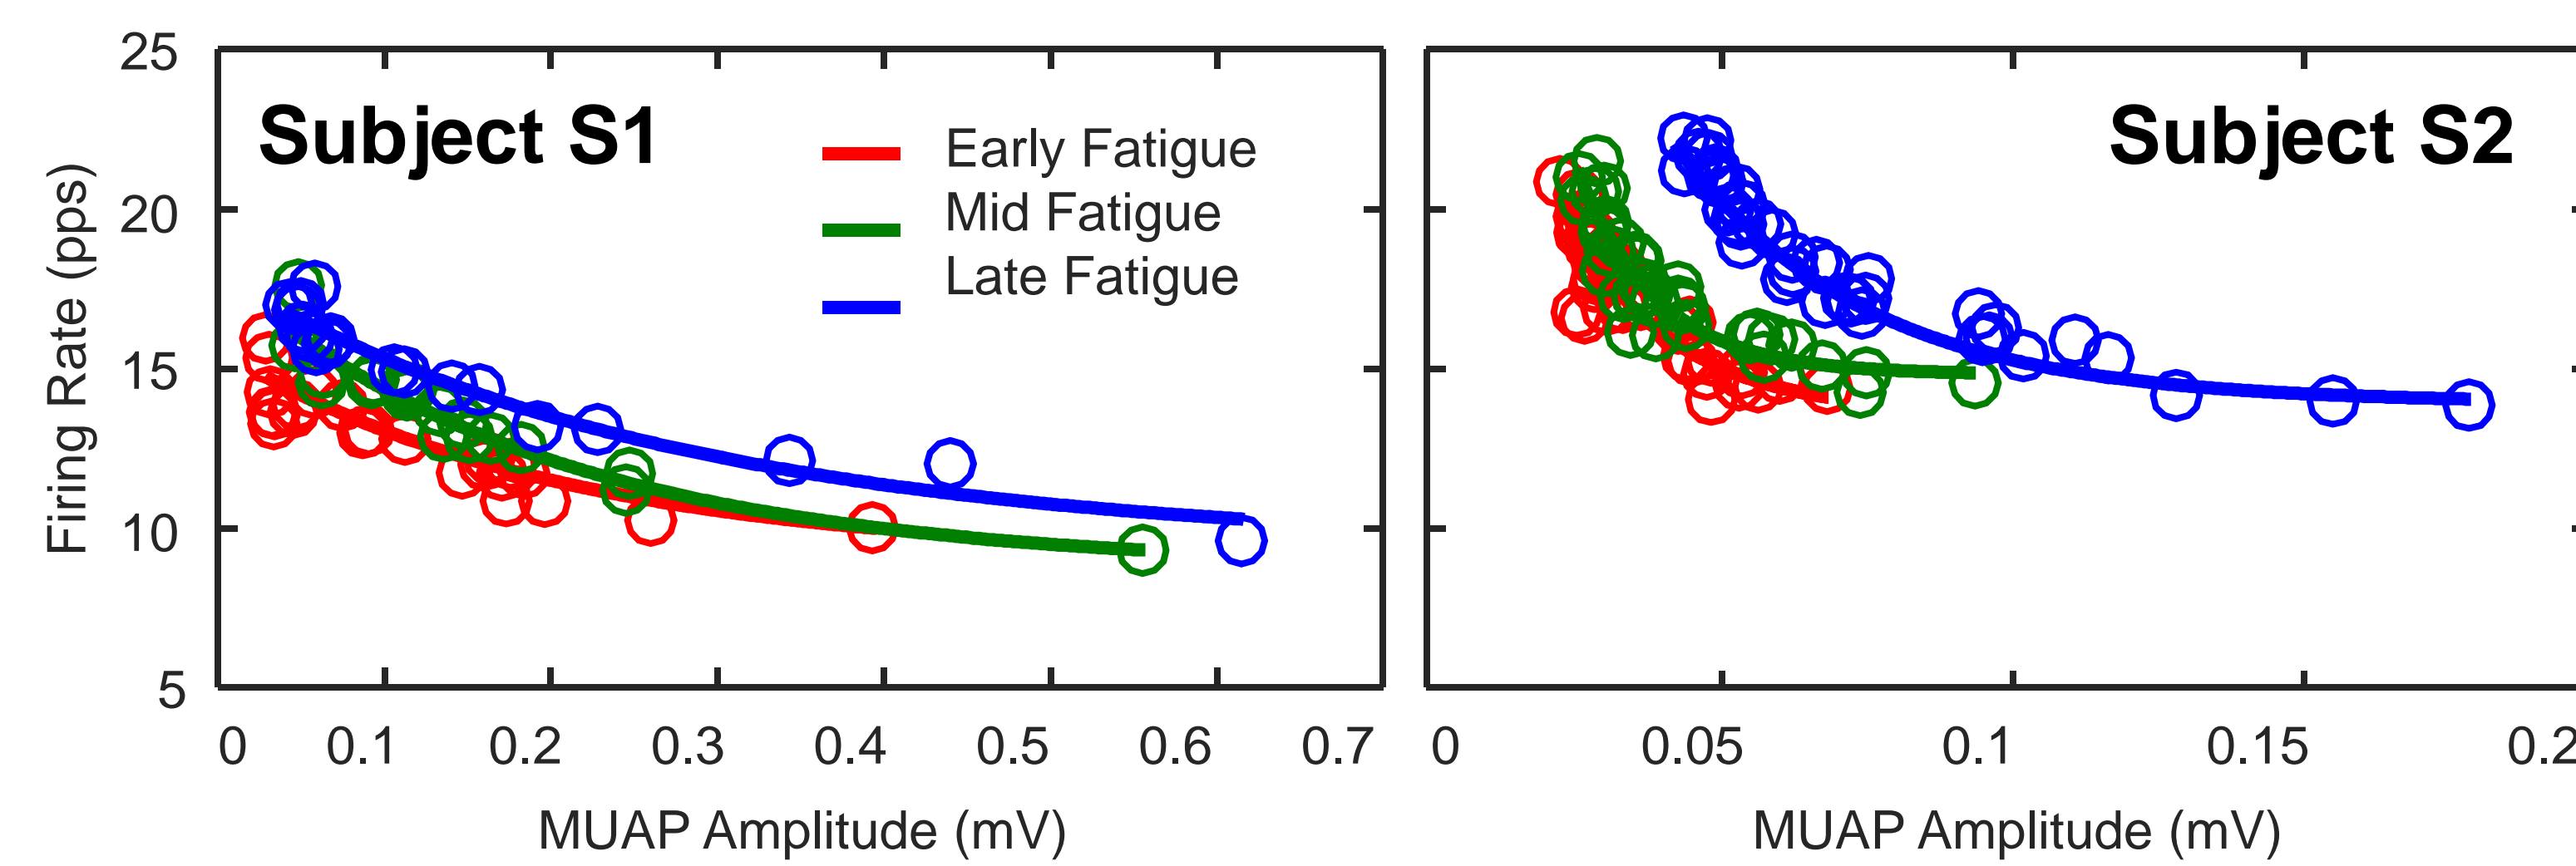 Subject S1
Early Fatigue
Mid Fatigue
Late Fatigue
Subject S2
Firing Rate (pps)
25
20
15
10
5
0 0.1 0.2 0.3 0.4 0.5 0.6 0.7
0 0.05 0.1 0.15 0.2
MUAP Amplitude (mV)
MUAP Amplitude (mV)